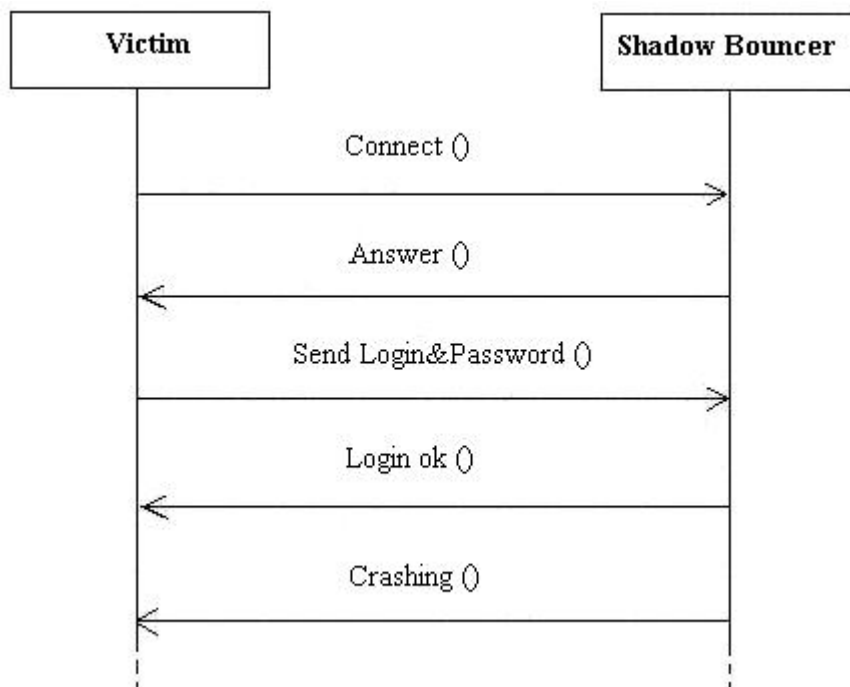 Victim
Shadow Bouncer
Connect ()
Answer ()
Send Login&Password ()
Login ok ()
Crashing ()